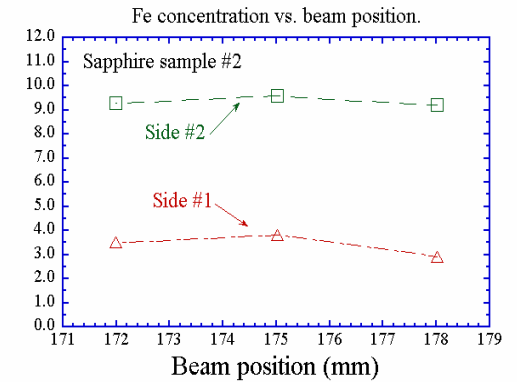 Fe concentration vs. beam position.
12.0
11.0
10.0
9.0
8.0
7.0
6.0
5.0
4.0
3.0
2.0
1.0
0.0
Sapphire sample #2
Side #2
Side #1
171 172 173 174 175 176 177 178 179
Beam position (mm)